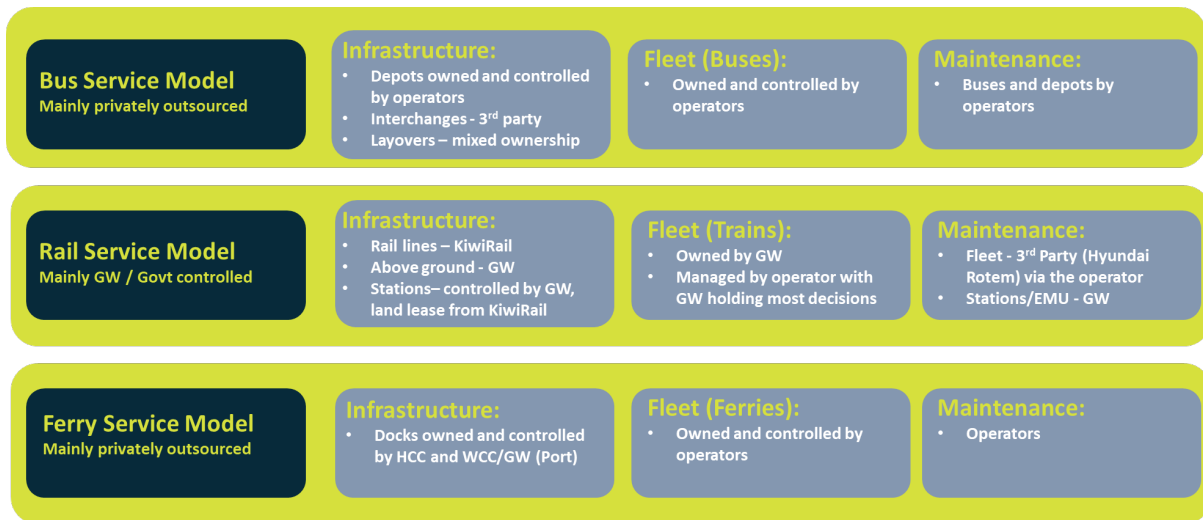 Bus Service Model
Mainly privately outsourced
Infrastructure:
• Depots owned and controlled
by operators
• Interchanges - 3rd party
• Layovers – mixed ownership
Fleet (Buses):
• Owned and controlled by
operators
Maintenance:
• Buses and depots by
operators
Rail Service Model
Mainly GW / Govt controlled
Infrastructure:
• Rail lines – KiwiRail
• Above ground - GW
• Stations– controlled by GW,
land lease from KiwiRail
Fleet (Trains):
• Owned by GW
• Managed by operator with
GW holding most decisions
Maintenance:
• Fleet - 3rd Party (Hyundai
Rotem) via the operator
• Stations/EMU - GW
Ferry Service Model
Mainly privately outsourced
Infrastructure:
• Docks owned and controlled
by HCC and WCC/GW (Port)
Fleet (Ferries):
• Owned and controlled by
operators
Maintenance:
• Operators